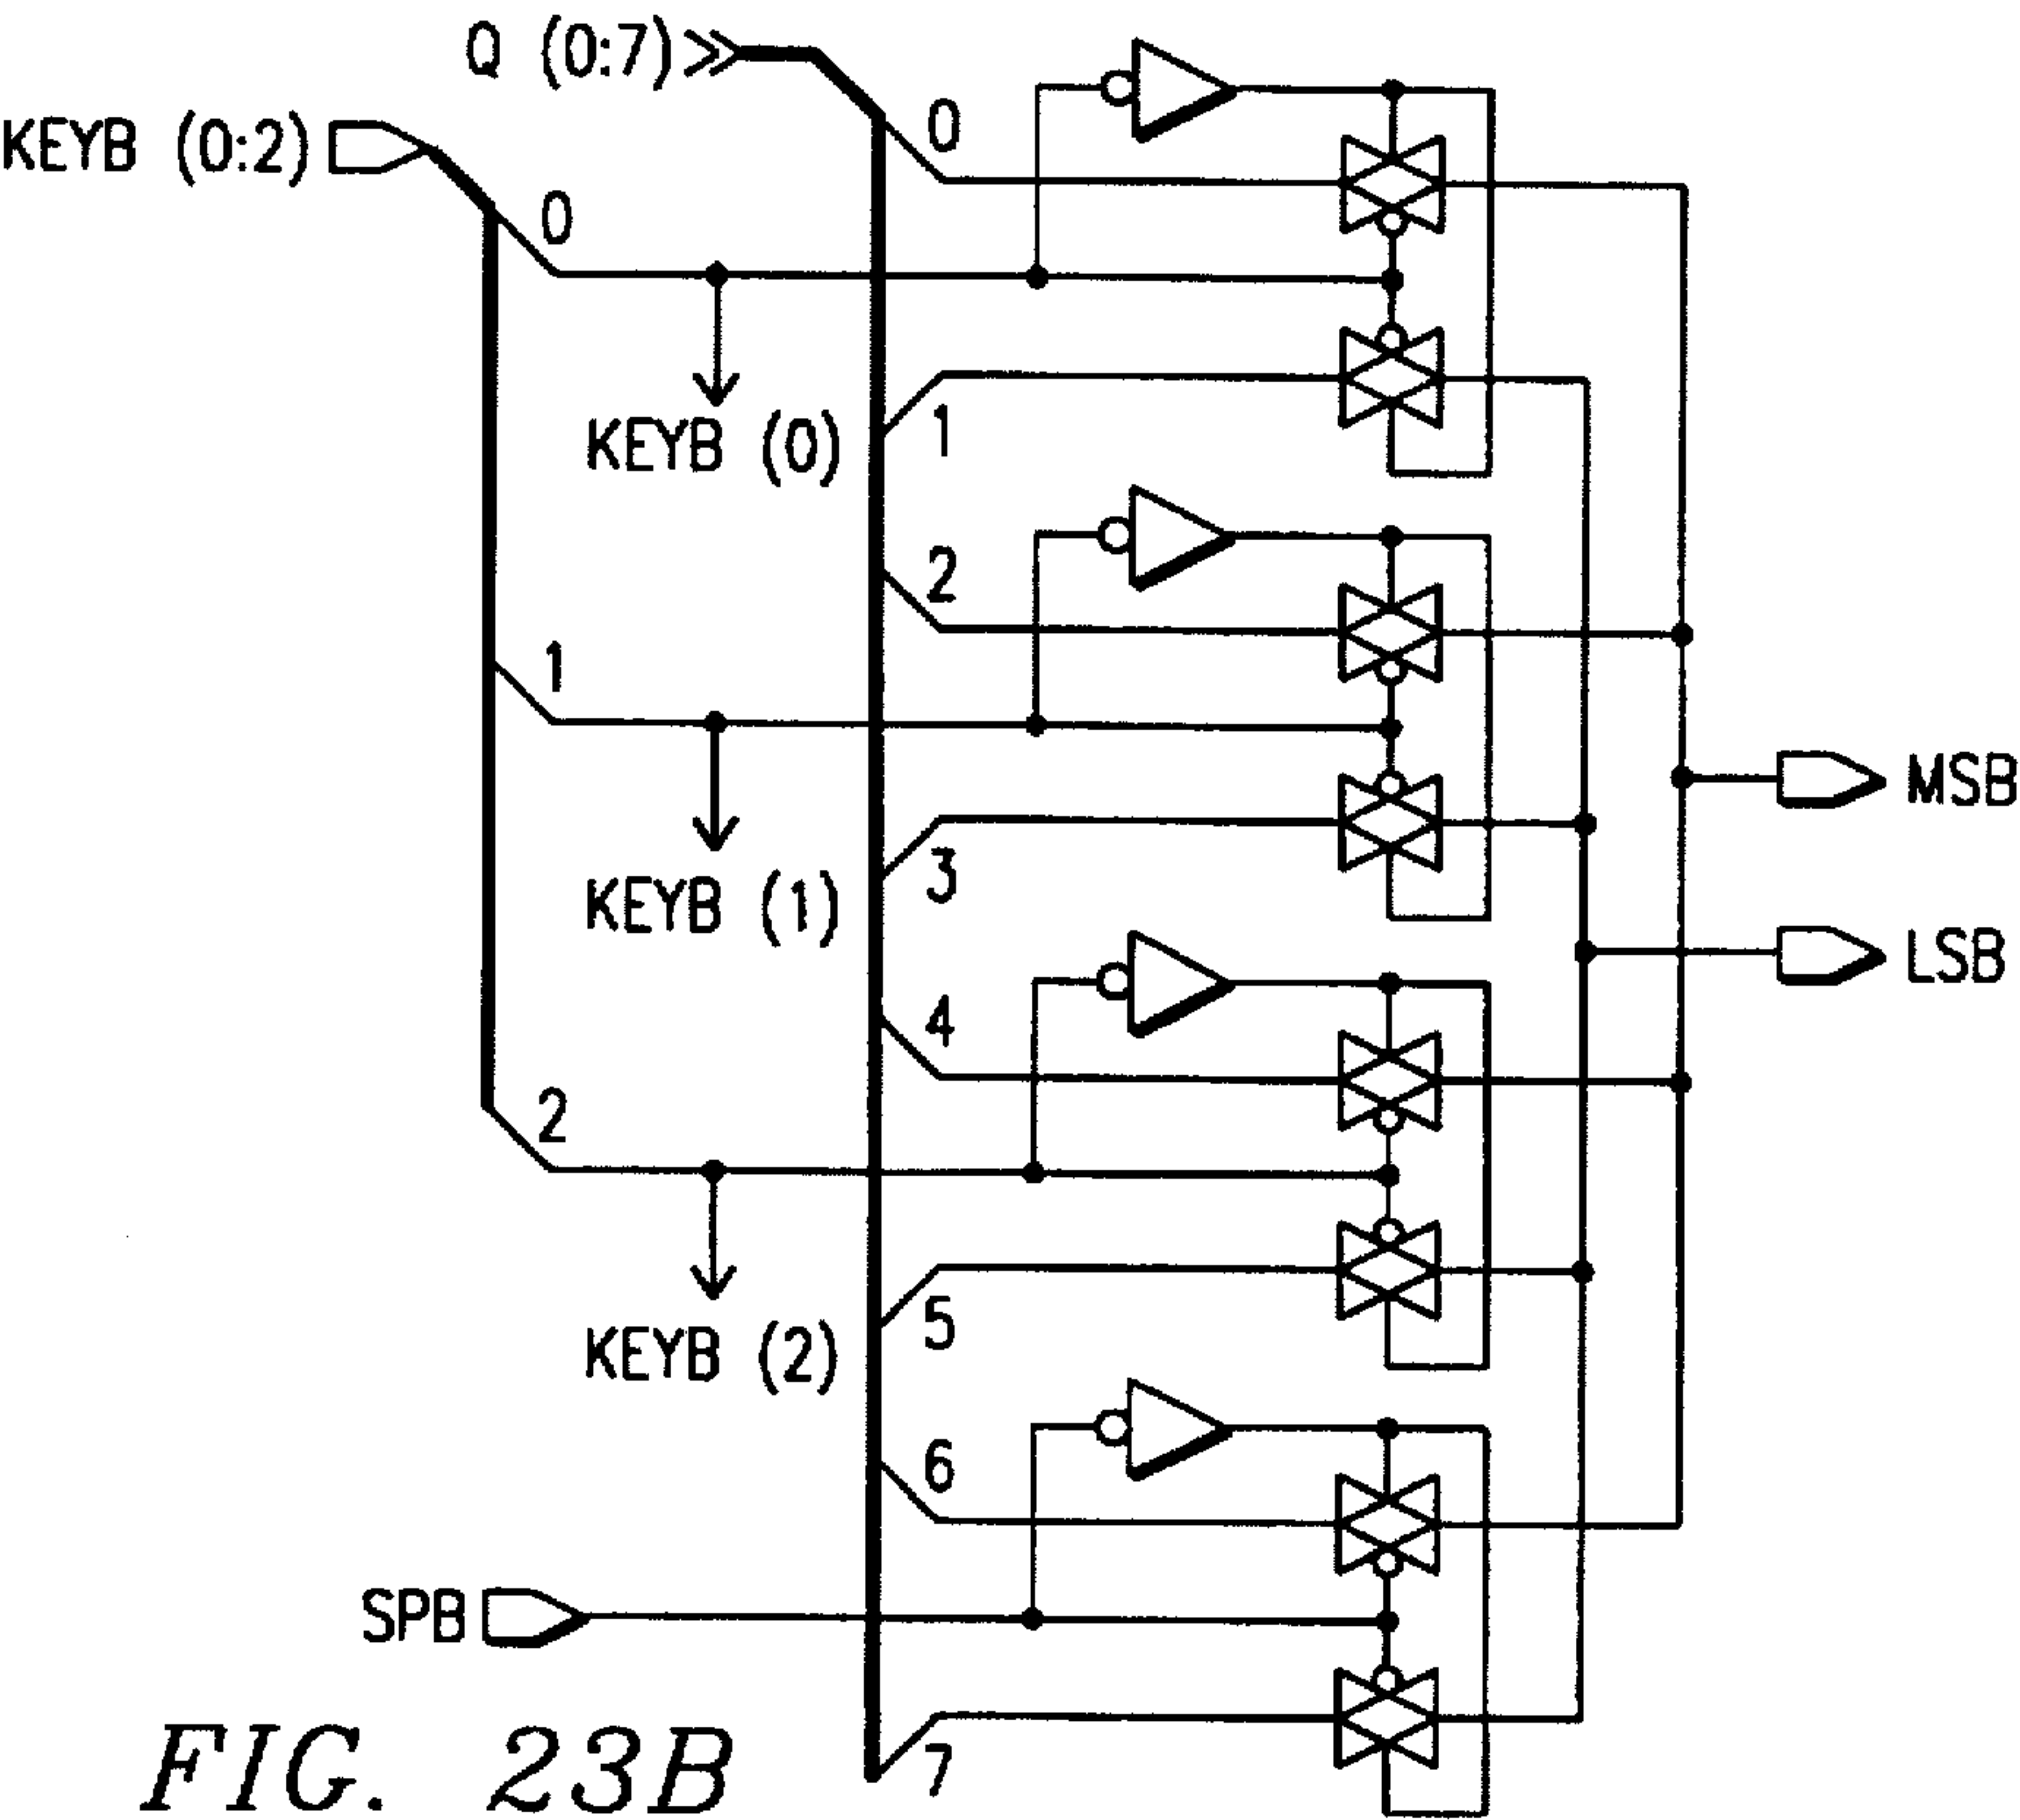 Q (0:7)
KEYB (0:2)
0
0
KEYB (0)
1
2
1
KEYB (1)
3
MSB
LSB
4
2
KEYB (2)
5
6
SPB
7
FIG. 23B